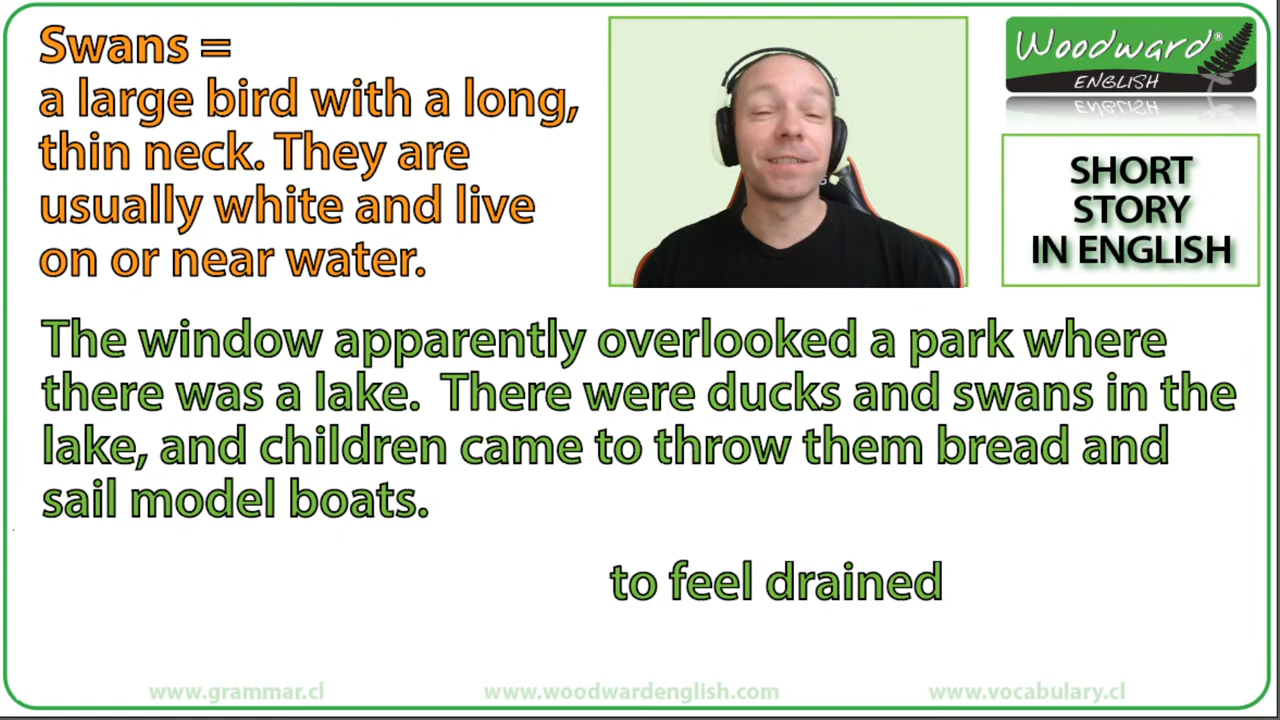 Swans =
a large bird with a long,
thin neck. They are
usually white and live
on or near water.
Woodward®
ENGLISH
SHORT
STORY
IN ENGLISH
The window apparently overlooked a park where
there was a lake.  There were ducks and swans in the
lake, and children came to throw them bread and
sail model boats.
to feel drained
www.grammar.cl
www.woodwardenglish.com
www.vocabulary.cl